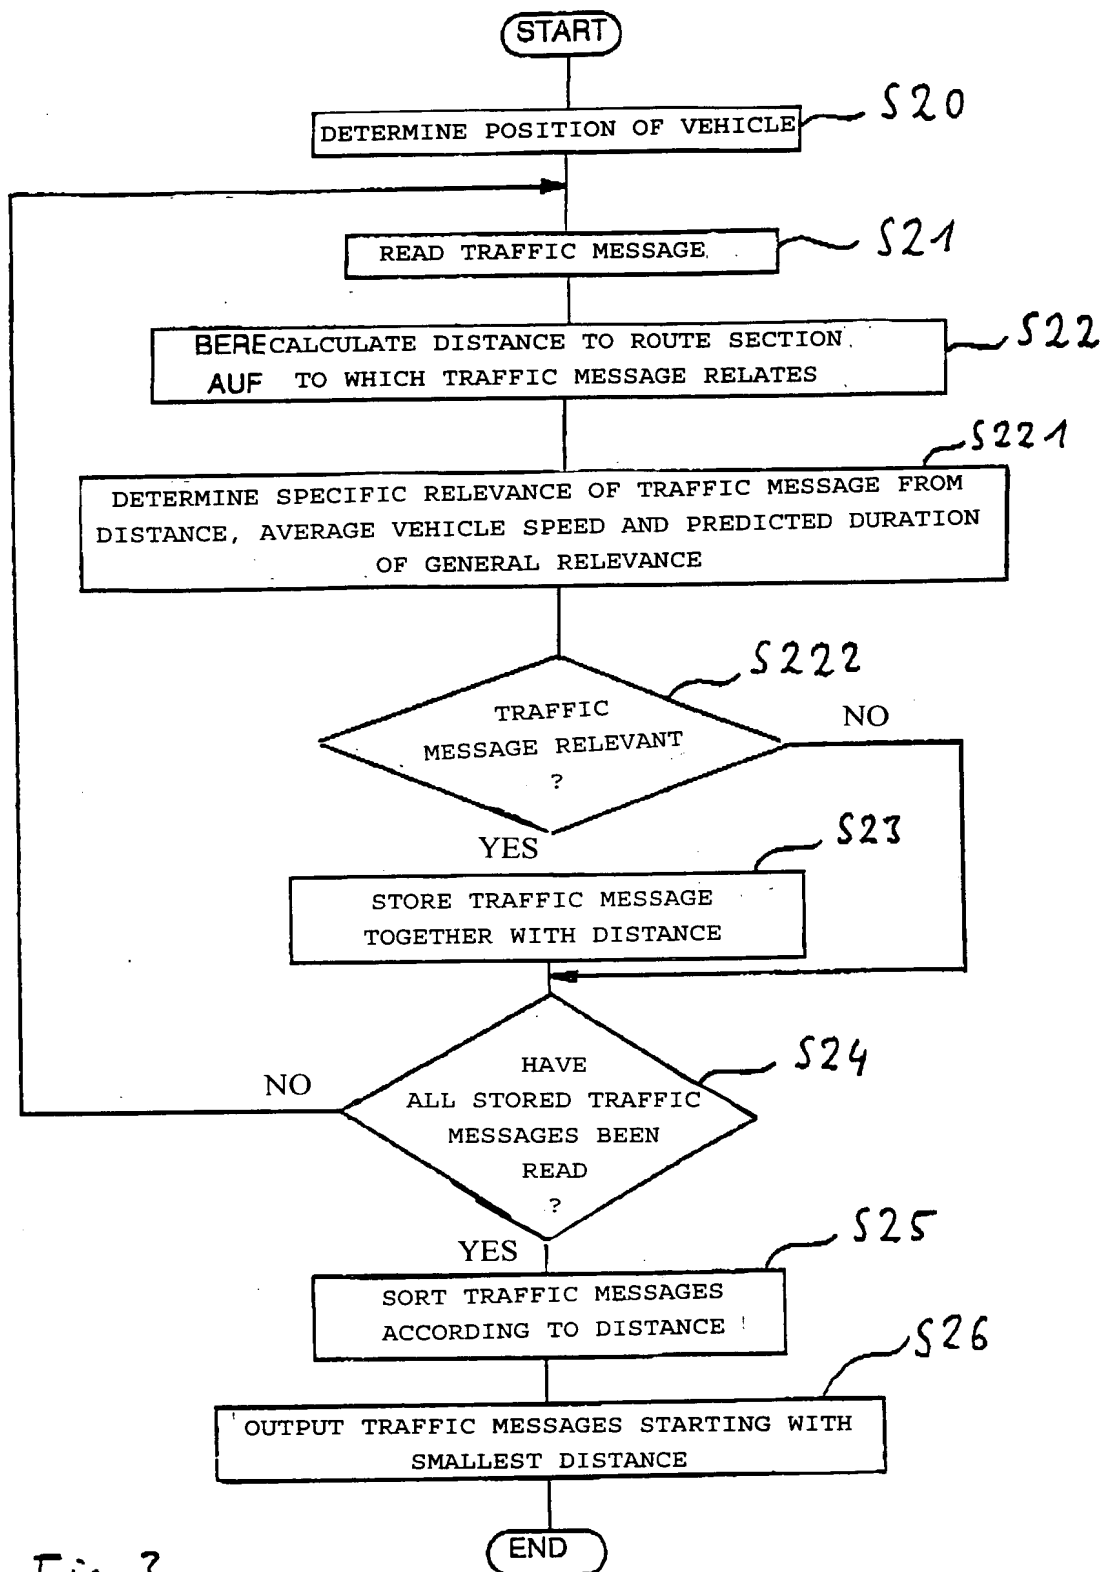 START
DETERMINE POSITION OF VEHICLE
S20
READ TRAFFIC MESSAGE
S21
BERECALCULATE DISTANCE TO ROUTE SECTION
AUF TO WHICH TRAFFIC MESSAGE RELATES
S22
S221
DETERMINE SPECIFIC RELEVANCE OF TRAFFIC MESSAGE FROM
DISTANCE, AVERAGE VEHICLE SPEED AND PREDICTED DURATION
OF GENERAL RELEVANCE
S222
TRAFFIC
MESSAGE RELEVANT
?
NO
YES
S23
STORE TRAFFIC MESSAGE
TOGETHER WITH DISTANCE
S24
HAVE
ALL STORED TRAFFIC
MESSAGES BEEN
READ
?
NO
YES
S25
SORT TRAFFIC MESSAGES
ACCORDING TO DISTANCE
S26
OUTPUT TRAFFIC MESSAGES STARTING WITH
SMALLEST DISTANCE
END